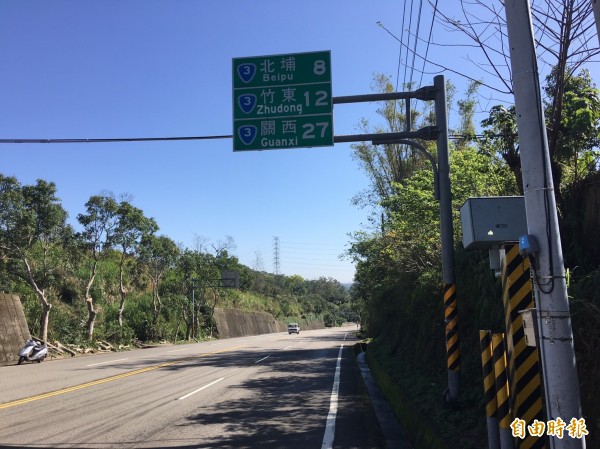 3 北埔 8
Beipu
3 竹東 12
Zhudong
3 關西 27
Guanxi
自由時報